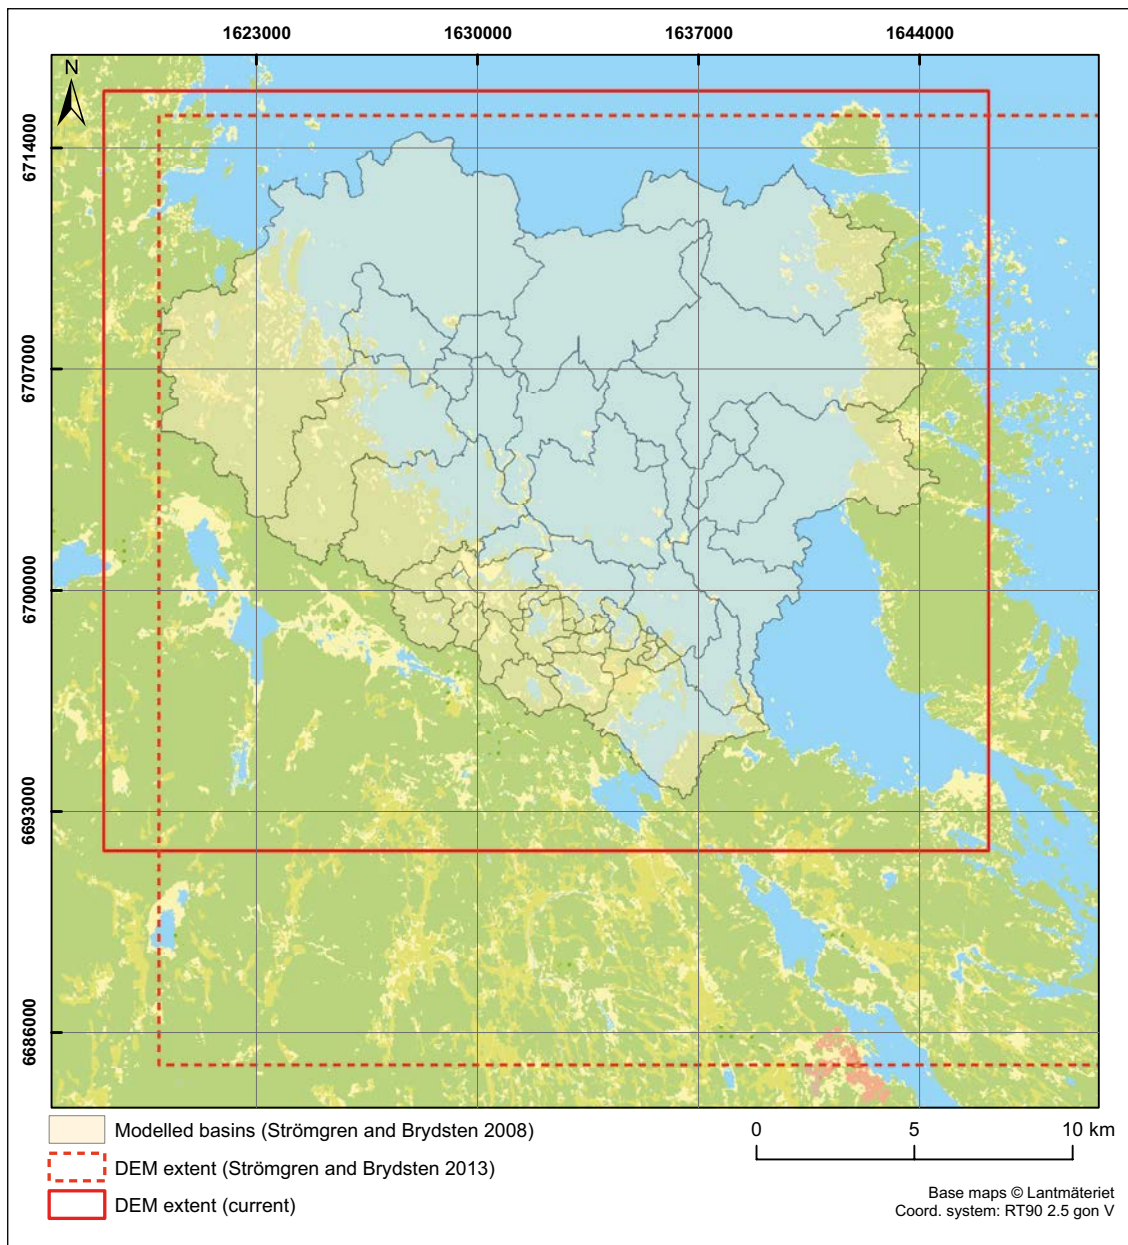 1623000 1630000 1637000 1644000
N
6714000
6707000
6700000
6693000
6686000
Modelled basins (Strömgren and Brydsten 2008)
DEM extent (Strömgren and Brydsten 2013)
DEM extent (current)
0 5 10 km
Base maps © Lantmäteriet
Coord. system: RT90 2.5 gon V